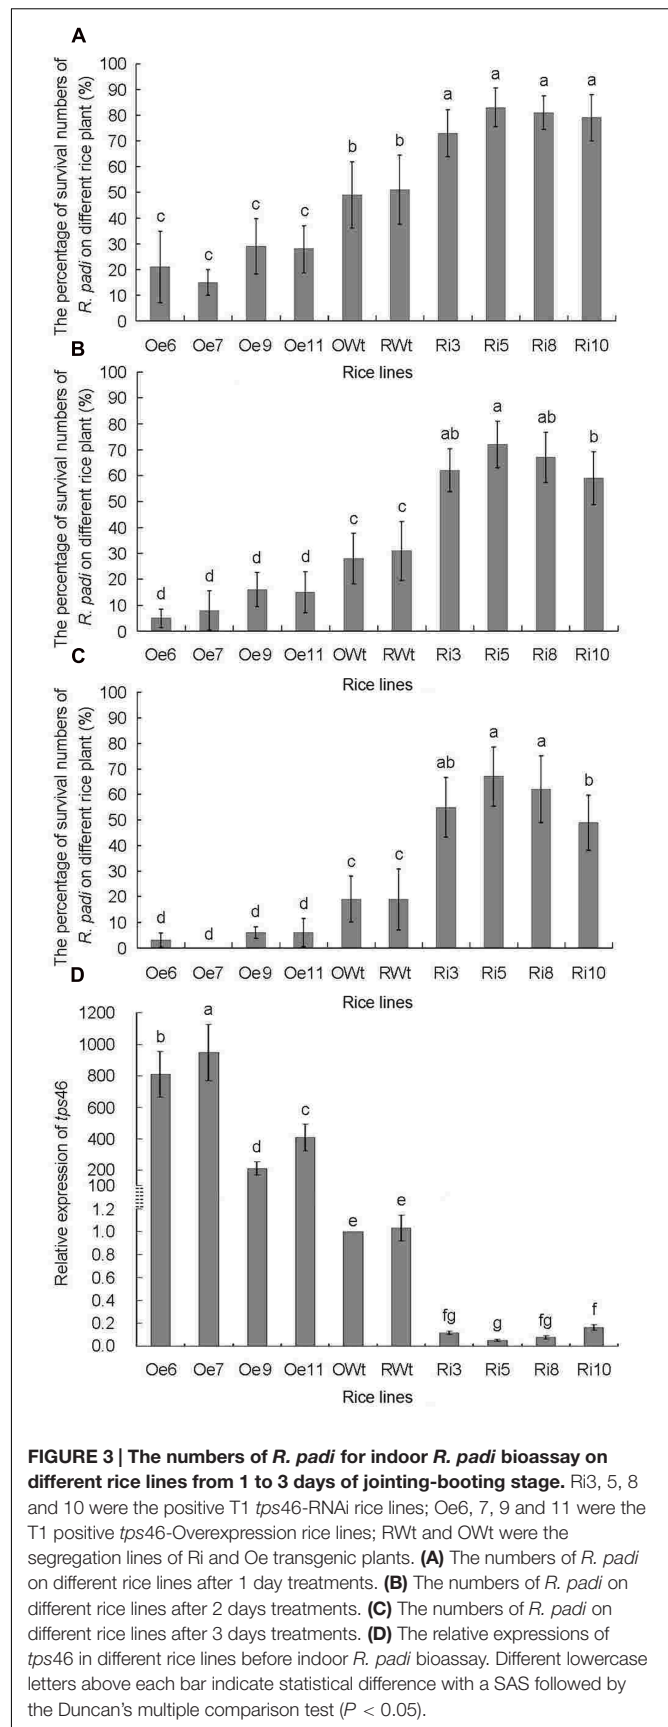 A
The percentage of survival numbers of
R. padi on different rice plant (%)
100
90
80
70
60
50
40
30
20
10
0
c
c
c
c
b
b
a
a
a
a
Oe6 Oe7 Oe9 Oe11 OWt RWt Ri3 Ri5 Ri8 Ri10
Rice lines
B
The percentage of survival numbers of
R. padi on different rice plant (%)
100
90
80
70
60
50
40
30
20
10
0
d
d
d
d
c
c
ab
a
ab
b
Oe6 Oe7 Oe9 Oe11 OWt RWt Ri3 Ri5 Ri8 Ri10
Rice lines
C
The percentage of survival numbers of
R. padi on different rice plant (%)
100
90
80
70
60
50
40
30
20
10
0
d
d
d
d
c
c
ab
a
a
b
Oe6 Oe7 Oe9 Oe11 OWt RWt Ri3 Ri5 Ri8 Ri10
Rice lines
D
Relative expression of tps46
1200
1000
800
600
400
200
100
1.2
1.0
0.8
0.6
0.4
0.2
0.0
b
a
d
c
e
e
fg
g
fg
f
Oe6 Oe7 Oe9 Oe11 OWt RWt Ri3 Ri5 Ri8 Ri10
Rice lines
FIGURE 3 | The numbers of R. padi for indoor R. padi bioassay on
different rice lines from 1 to 3 days of jointing-booting stage. Ri3, 5, 8
and 10 were the positive T1 tps46-RNAi rice lines; Oe6, 7, 9 and 11 were the
T1 positive tps46-Overexpression rice lines; RWt and OWt were the
segregation lines of Ri and Oe transgenic plants. (A) The numbers of R. padi
on different rice lines after 1 day treatments. (B) The numbers of R. padi on
different rice lines after 2 days treatments. (C) The numbers of R. padi on
different rice lines after 3 days treatments. (D) The relative expressions of
tps46 in different rice lines before indoor R. padi bioassay. Different lowercase
letters above each bar indicate statistical difference with a SAS followed by
the Duncan's multiple comparison test (P < 0.05).